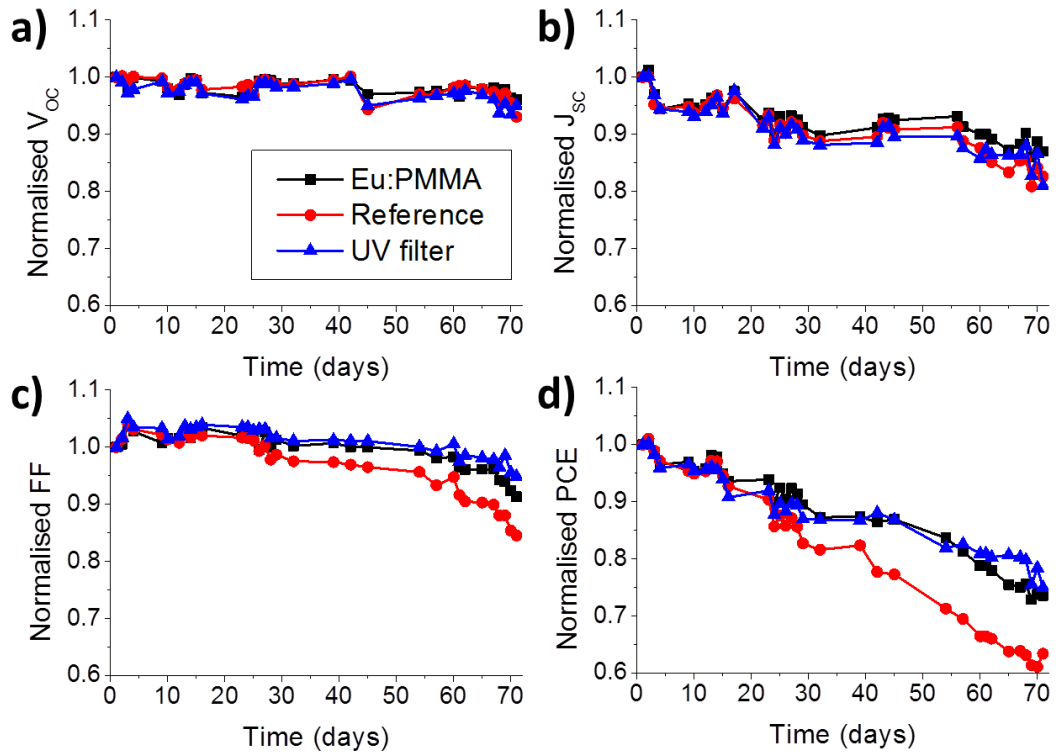 a)
1.1
1.0
0.9
0.8
0.7
0.6
Normalised V_OC
Eu:PMMA
Reference
UV filter
0 10 20 30 40 50 60 70
Time (days)
b)
1.1
1.0
0.9
0.8
0.7
0.6
Normalised J_SC
0 10 20 30 40 50 60 70
Time (days)
c)
1.1
1.0
0.9
0.8
0.7
0.6
Normalised FF
0 10 20 30 40 50 60 70
Time (days)
d)
1.1
1.0
0.9
0.8
0.7
0.6
Normalised PCE
0 10 20 30 40 50 60 70
Time (days)